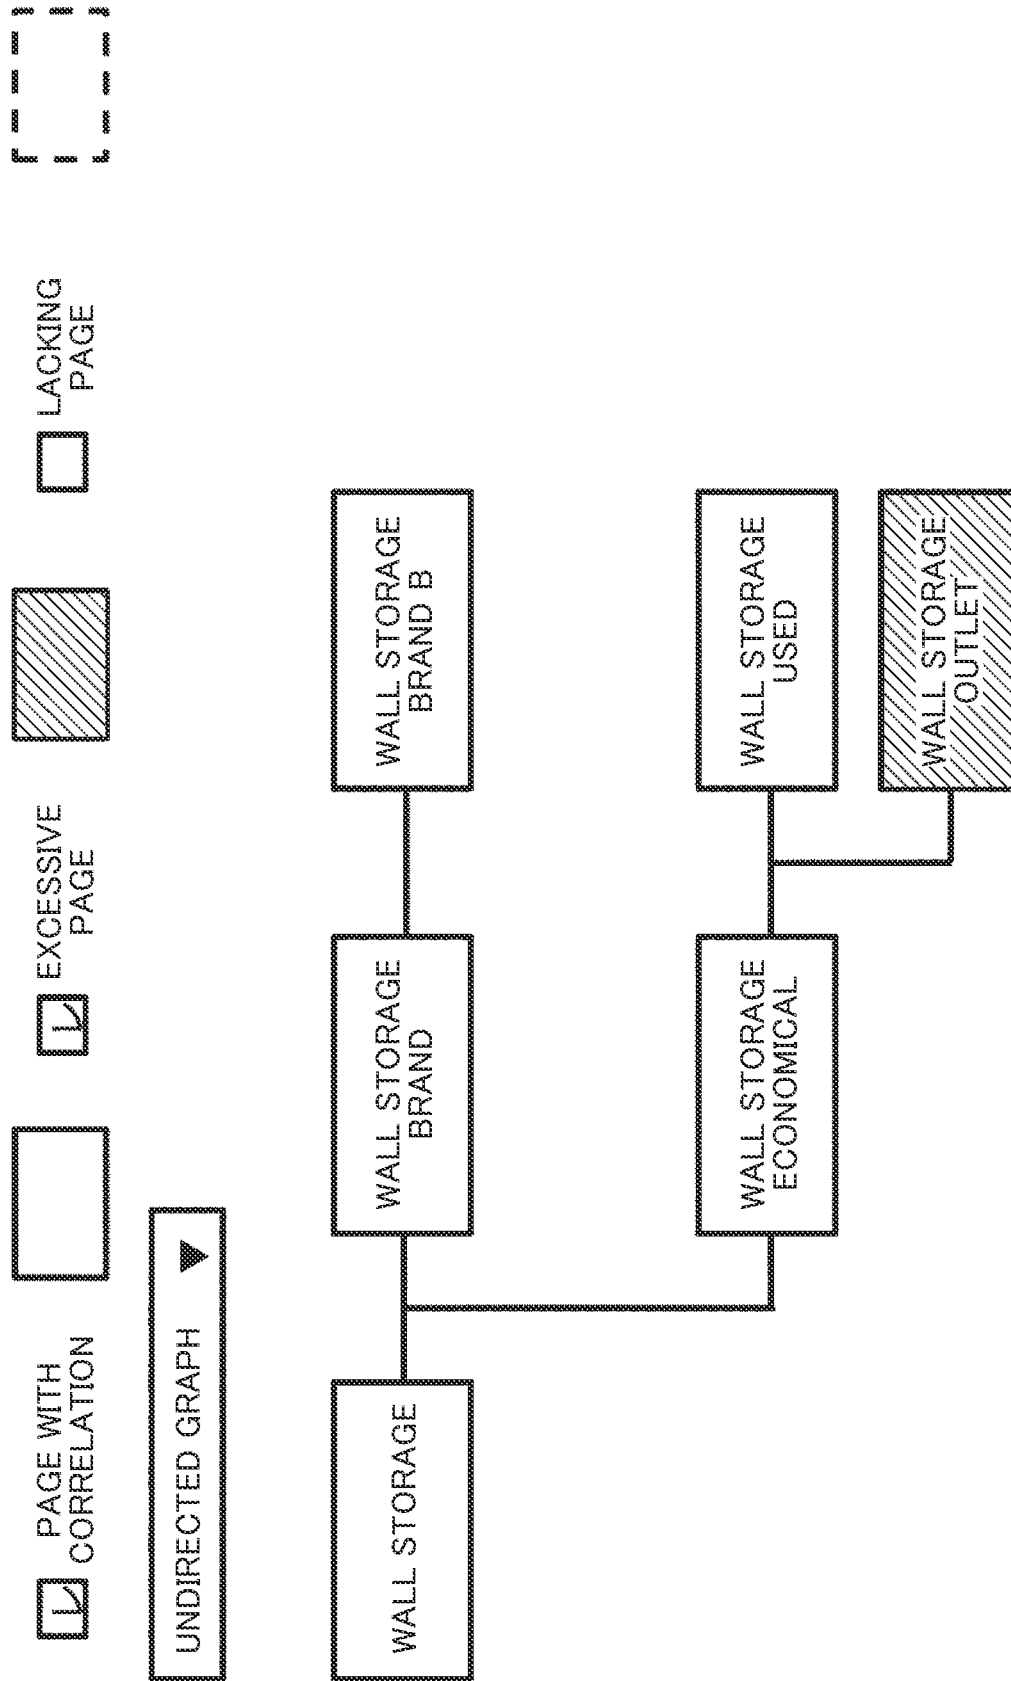 PAGE WITH
CORRELATION
EXCESSIVE
PAGE
LACKING
PAGE
UNDIRECTED GRAPH
WALL STORAGE
WALL STORAGE
BRAND
WALL STORAGE
BRAND B
WALL STORAGE
ECONOMICAL
WALL STORAGE
USED
WALL STORAGE
OUTLET